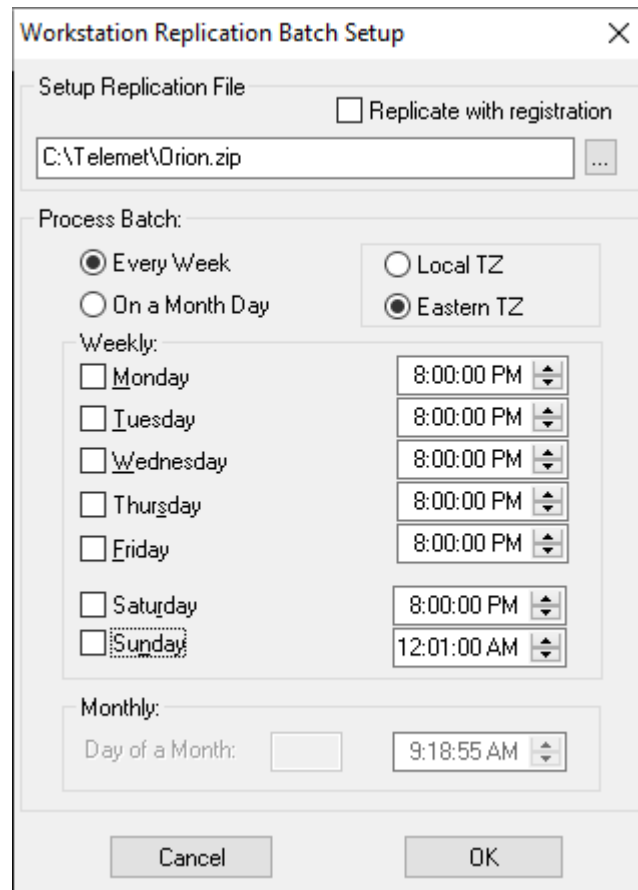 Workstation Replication Batch Setup
Setup Replication File
Replicate with registration
C:\Telemet\Orion.zip
...
Process Batch:
Every Week
Local TZ
On a Month Day
Eastern TZ
Weekly:
Monday 8:00:00 PM
Tuesday 8:00:00 PM
Wednesday 8:00:00 PM
Thursday 8:00:00 PM
Friday 8:00:00 PM
Saturday 8:00:00 PM
Sunday 12:01:00 AM
Monthly:
Day of a Month: 9:18:55 AM
Cancel OK